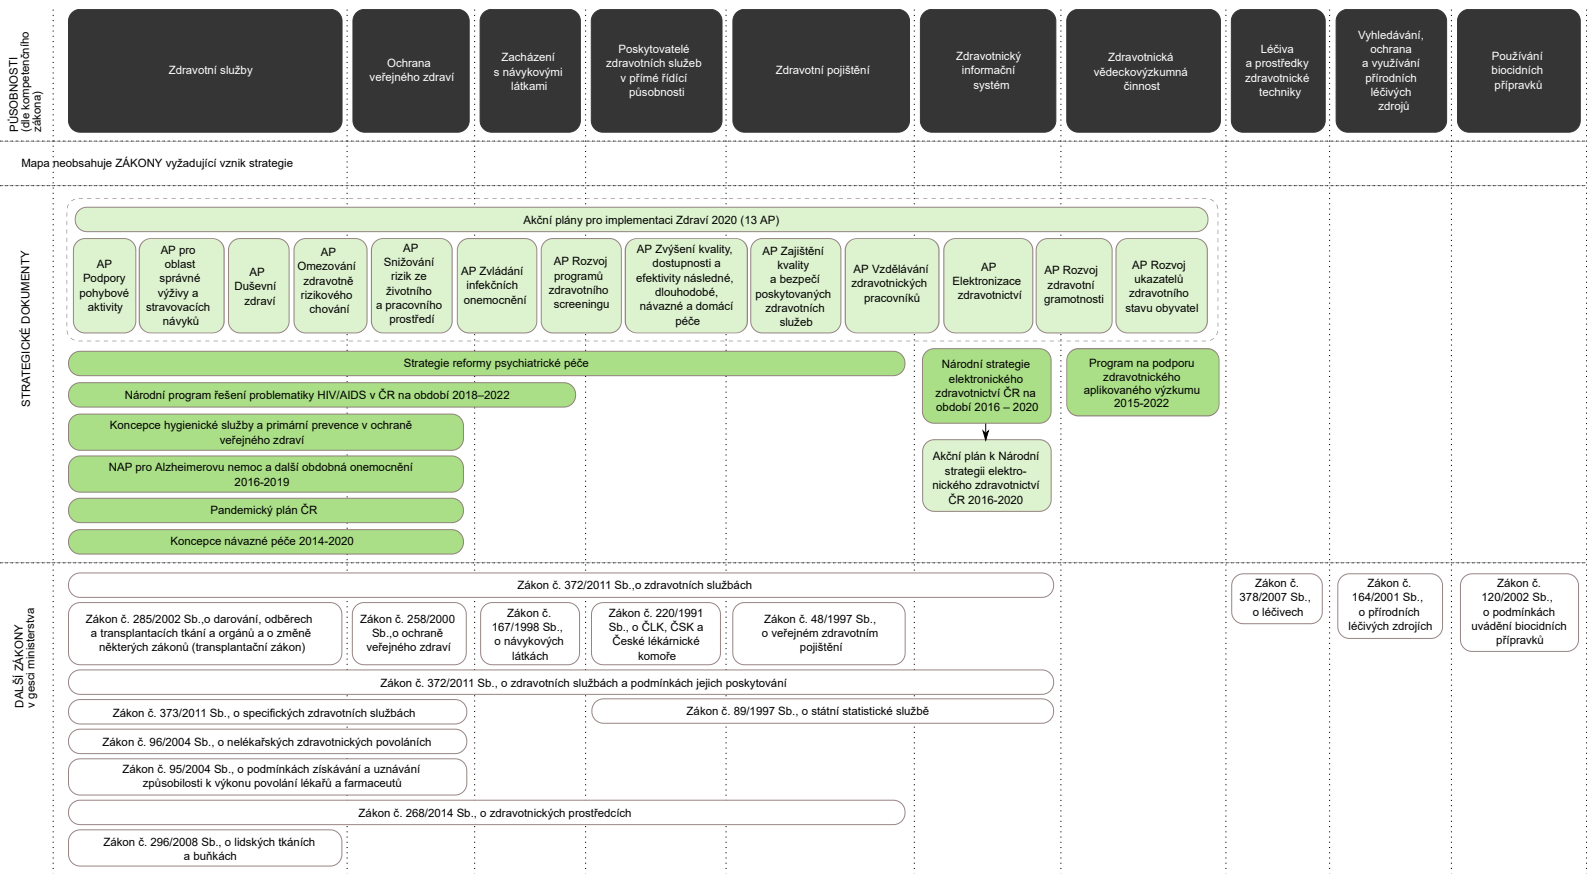 PŮSOBNOSTI
(dle kompetenčního
zákona)
Zdravotní služby
Ochrana
veřejného zdraví
Zacházení
s návykovými
látkami
Poskytovatelé
zdravotních služeb
v přímé řídící
působnosti
Zdravotní pojištění
Zdravotnický
informační
systém
Zdravotnická
vědeckovýzkumná
činnost
Léčiva
a prostředky
zdravotnické
techniky
Vyhledávání,
ochrana
a využívání
přírodních
léčivých
zdrojů
Používání
biocidních
přípravků
Mapa neobsahuje ZÁKONY vyžadující vznik strategie
STRATEGICKÉ DOKUMENTY
Akční plány pro implementaci Zdraví 2020 (13 AP)
AP
Podpory
pohybové
aktivity
AP pro
oblast
správné
výživy a
stravovacích
návyků
AP
Duševní
zdraví
AP
Omezování
zdravotně
rizikového
chování
AP
Snižování
rizik ze
životního
a pracovního
prostředí
AP Zvládání
infekčních
onemocnění
AP Rozvoj
programů
zdravotního
screeningu
AP Zvýšení kvality,
dostupnosti a
efektivity následné,
dlouhodobé,
návazné a domácí
péče
AP Zajištění
kvality
a bezpečí
poskytovaných
zdravotních
služeb
AP Vzdělávání
zdravotnických
pracovníků
AP
Elektronizace
zdravotnictví
AP Rozvoj
zdravotní
gramotnosti
AP Rozvoj
ukazatelů
zdravotního
stavu obyvatel
Strategie reformy psychiatrické péče
Národní program řešení problematiky HIV/AIDS v ČR na období 2018–2022
Koncepce hygienické služby a primární prevence v ochraně
veřejného zdraví
NAP pro Alzheimerovu nemoc a další obdobná onemocnění
2016-2019
Pandemický plán ČR
Koncepce návazné péče 2014-2020
Národní strategie
elektronického
zdravotnictví ČR na
období 2016 – 2020
Akční plán k Národní
strategii elektro-
nického zdravotnictví
ČR 2016-2020
Program na podporu
zdravotnického
aplikovaného výzkumu
2015-2022
DALŠÍ ZÁKONY
v gesci ministerstva
Zákon č. 372/2011 Sb.,o zdravotních službách
Zákon č. 285/2002 Sb.,o darování, odběrech
a transplantacích tkání a orgánů a o změně
některých zákonů (transplantační zákon)
Zákon č. 258/2000
Sb.,o ochraně
veřejného zdraví
Zákon č.
167/1998 Sb.,
o návykových
látkách
Zákon č. 220/1991
Sb., o ČLK, ČSK a
České lékárnické
komoře
Zákon č. 48/1997 Sb.,
o veřejném zdravotním
pojištění
Zákon č. 372/2011 Sb., o zdravotních službách a podmínkách jejich poskytování
Zákon č. 373/2011 Sb., o specifických zdravotních službách
Zákon č. 89/1997 Sb., o státní statistické službě
Zákon č. 96/2004 Sb., o nelékařských zdravotnických povoláních
Zákon č. 95/2004 Sb., o podmínkách získávání a uznávání
způsobilosti k výkonu povolání lékařů a farmaceutů
Zákon č. 268/2014 Sb., o zdravotnických prostředcích
Zákon č. 296/2008 Sb., o lidských tkáních
a buňkách
Zákon č.
378/2007 Sb.,
o léčivech
Zákon č.
164/2001 Sb.,
o přírodních
léčivých zdrojích
Zákon č.
120/2002 Sb.,
o podmínkách
uvádění biocidních
přípravků